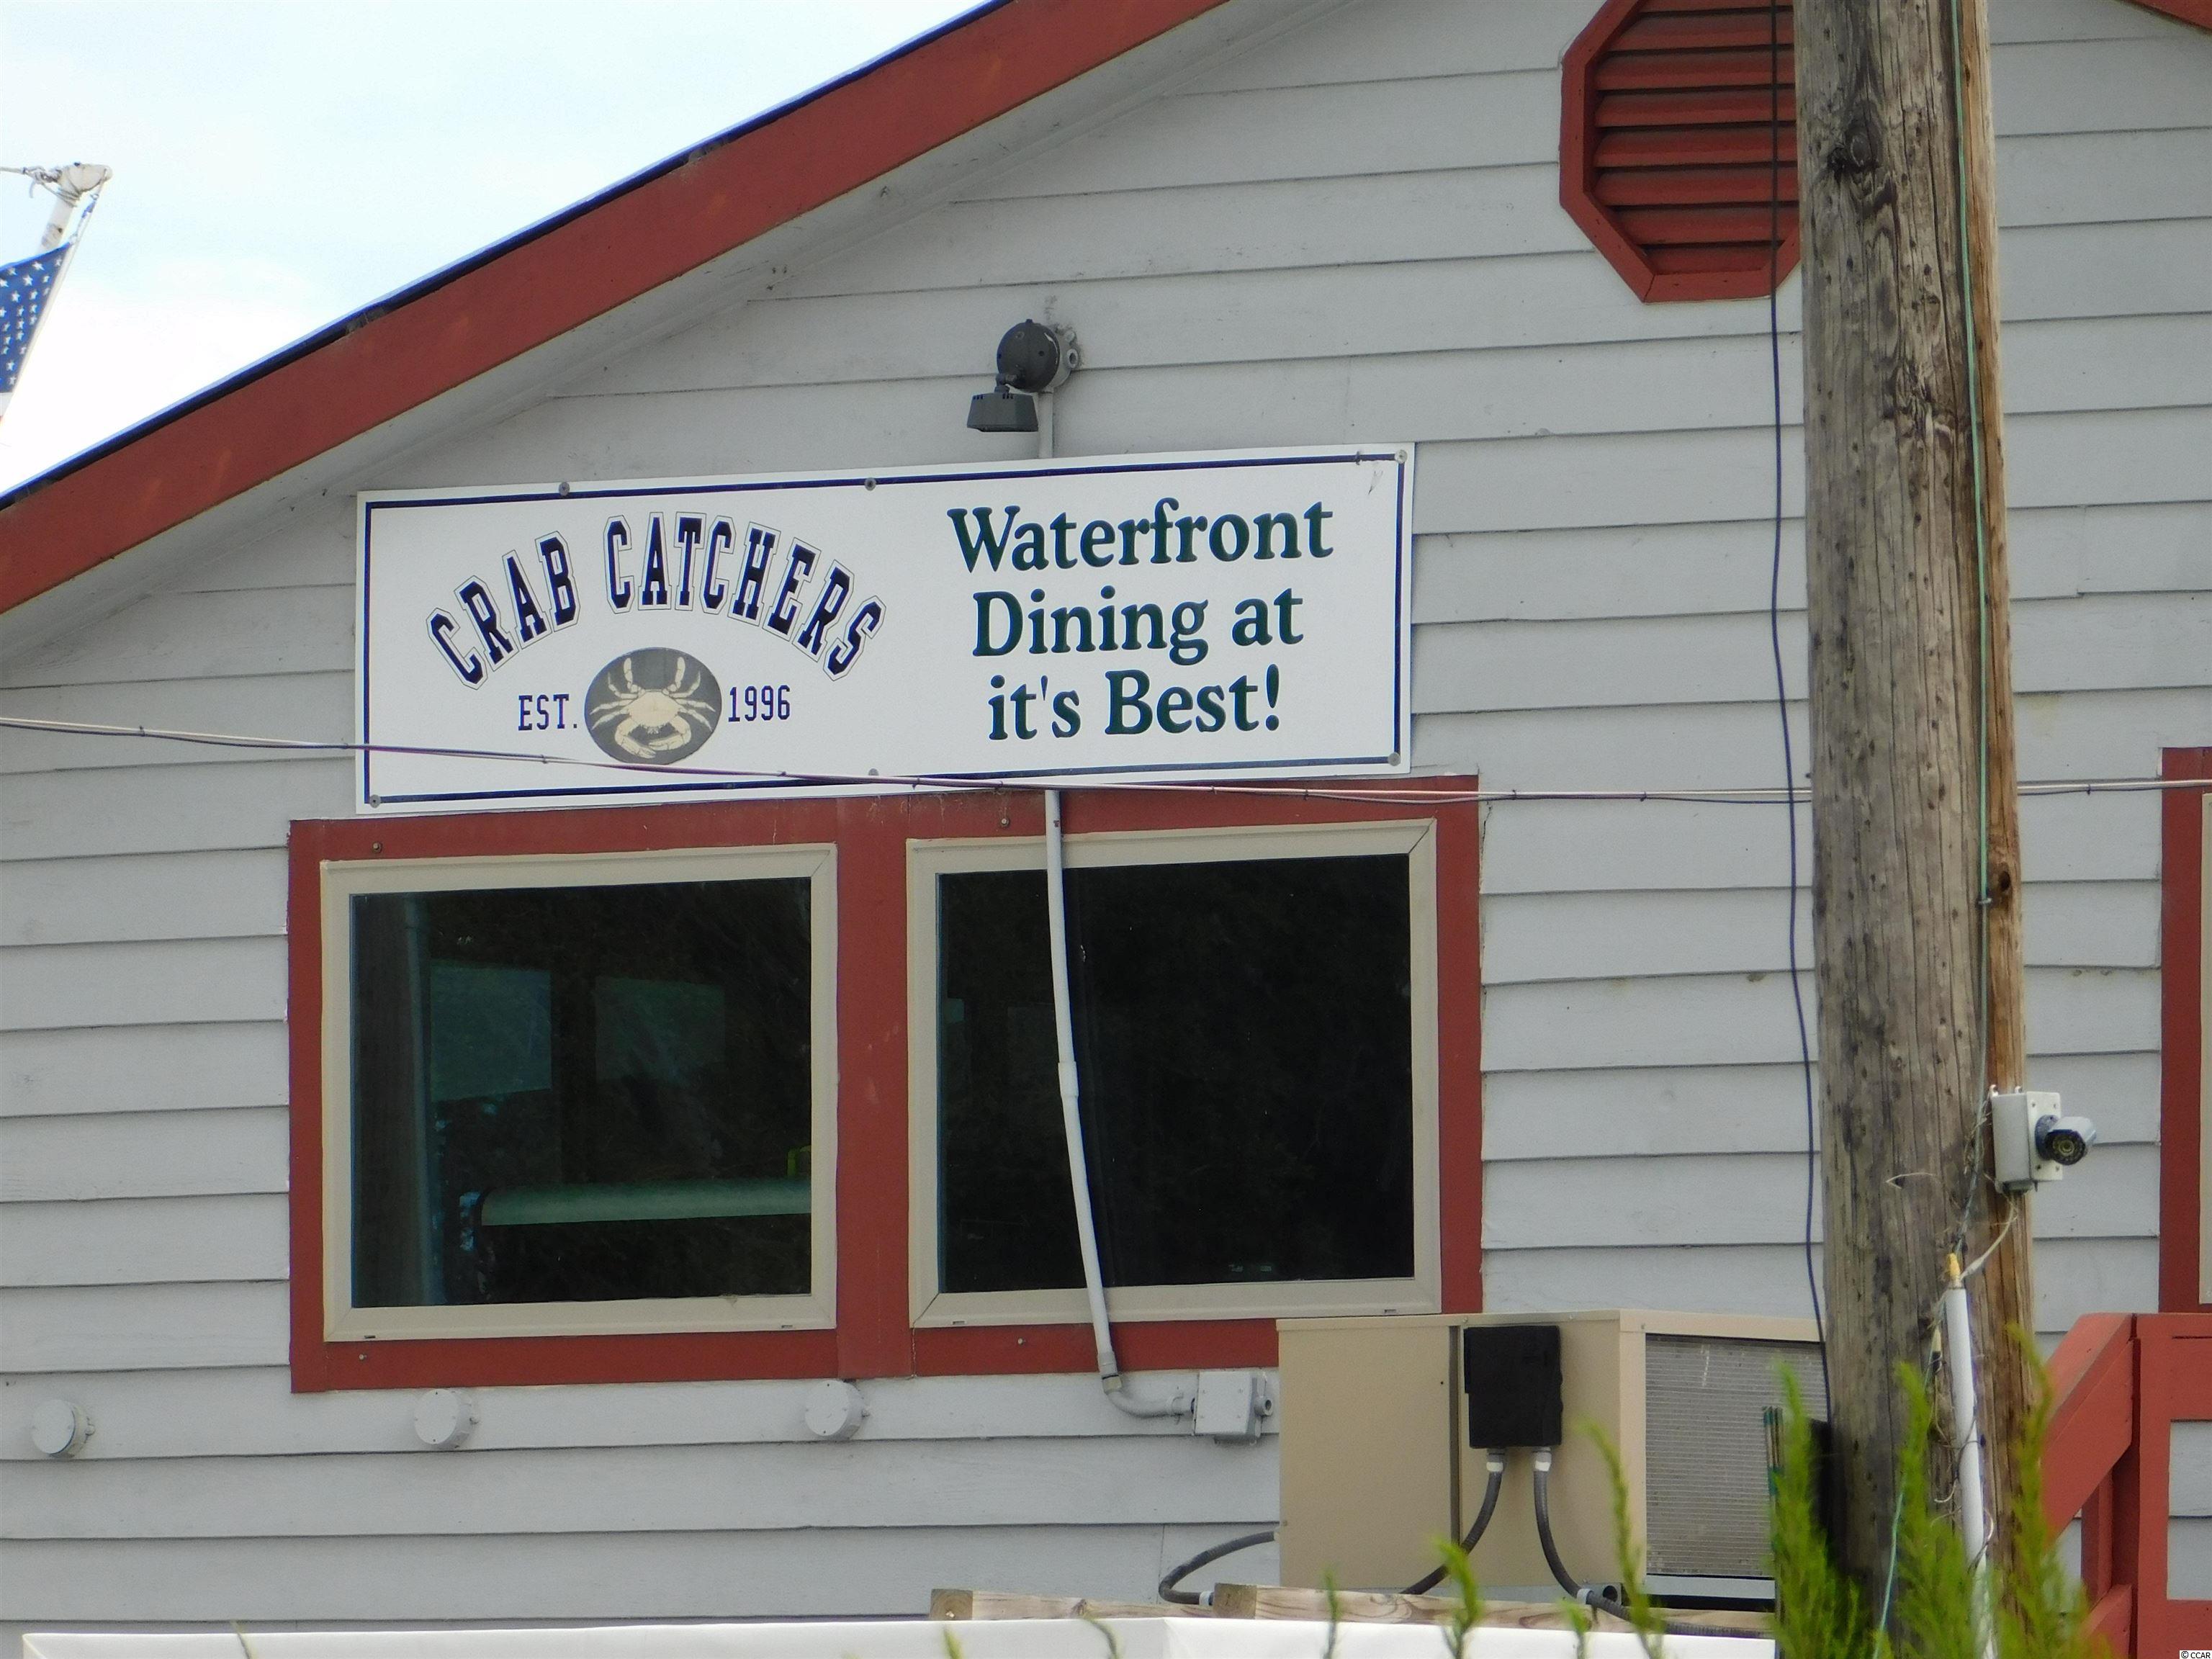 CRAB CATCHERS
EST. 1996
Waterfront
Dining at
it's Best!
© CCAR